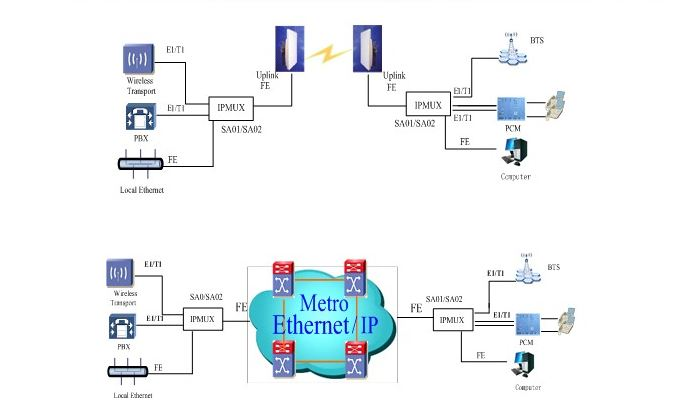 E1/T1
Wireless
Transport
E1/T1
PBX
FE
Local Ethernet
IPMUX
SA01/SA02
Uplink
FE
Uplink
FE
IPMUX
SA01/SA02
E1/T1
E1/T1
FE
BTS
PCM
Computer
E1/T1
Wireless
Transport
E1/T1
PBX
FE
Local Ethernet
SA0/SA02
IPMUX
FE
Metro
Ethernet/IP
FE
SA01/SA02
IPMUX
E1/T1
E1/T1
FE
BTS
PCM
Computer